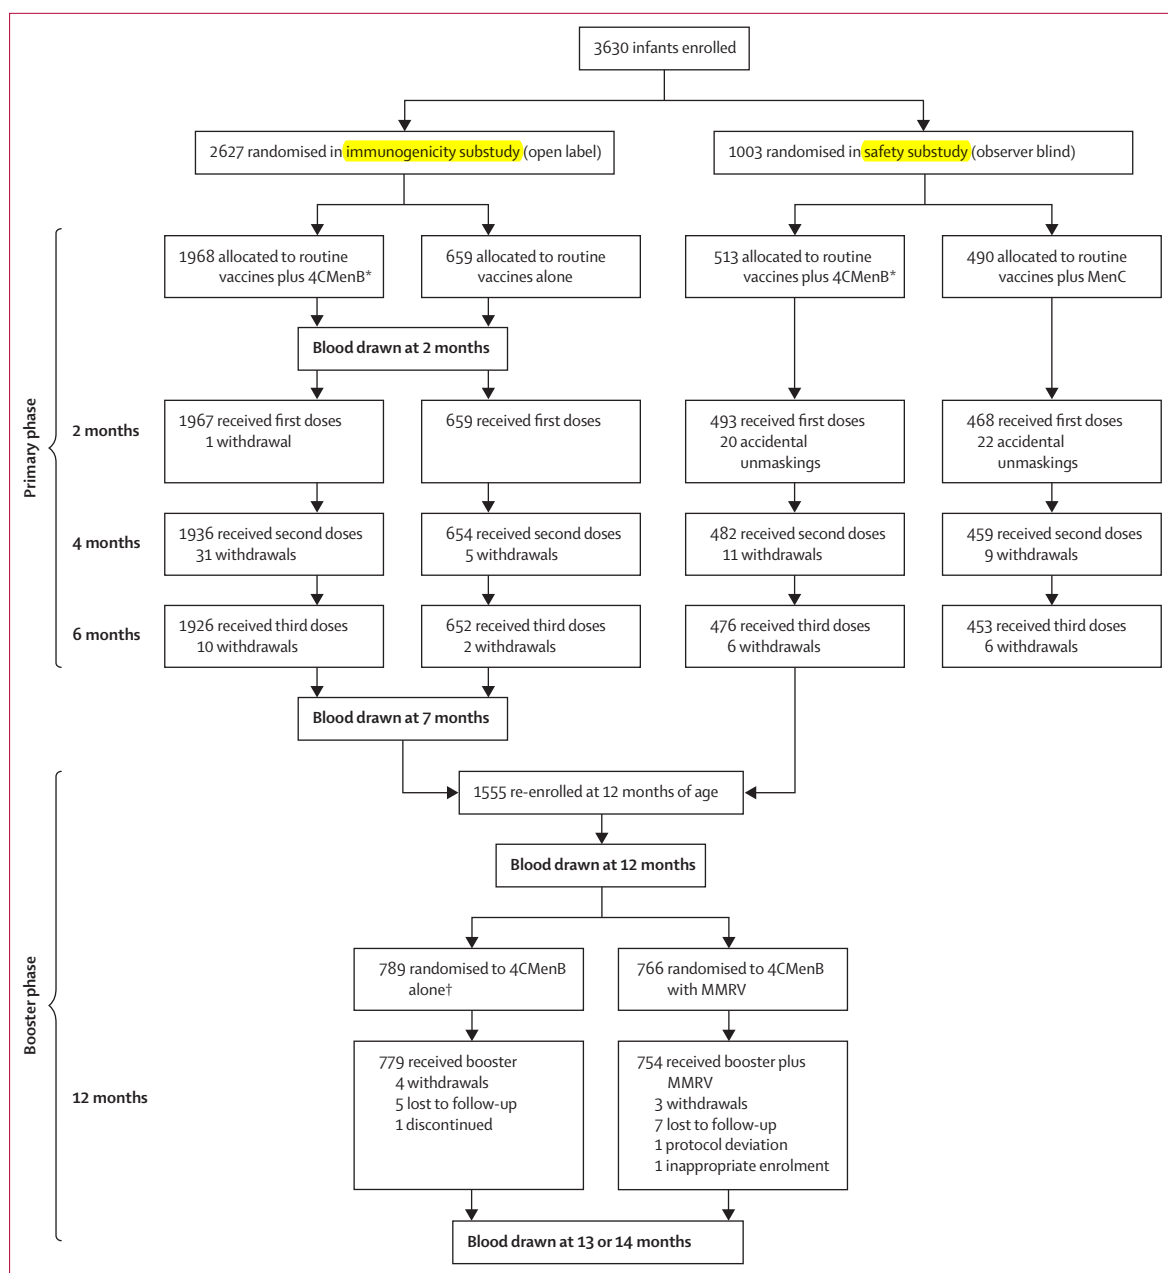 3630 infants enrolled
2627 randomised in immunogenicity substudy (open label)
1003 randomised in safety substudy (observer blind)
1968 allocated to routine
vaccines plus 4CMenB*
659 allocated to routine
vaccines alone
513 allocated to routine
vaccines plus 4CMenB*
490 allocated to routine
vaccines plus MenC
Blood drawn at 2 months
Primary phase
2 months
1967 received first doses
1 withdrawal
659 received first doses
493 received first doses
20 accidental
unmaskings
468 received first doses
22 accidental
unmaskings
4 months
1936 received second doses
31 withdrawals
654 received second doses
5 withdrawals
482 received second doses
11 withdrawals
459 received second doses
9 withdrawals
6 months
1926 received third doses
10 withdrawals
652 received third doses
2 withdrawals
476 received third doses
6 withdrawals
453 received third doses
6 withdrawals
Blood drawn at 7 months
1555 re-enrolled at 12 months of age
Blood drawn at 12 months
Booster phase
789 randomised to 4CMenB
alone†
766 randomised to 4CMenB
with MMRV
12 months
779 received booster
4 withdrawals
5 lost to follow-up
1 discontinued
754 received booster plus
MMRV
3 withdrawals
7 lost to follow-up
1 protocol deviation
1 inappropriate enrolment
Blood drawn at 13 or 14 months